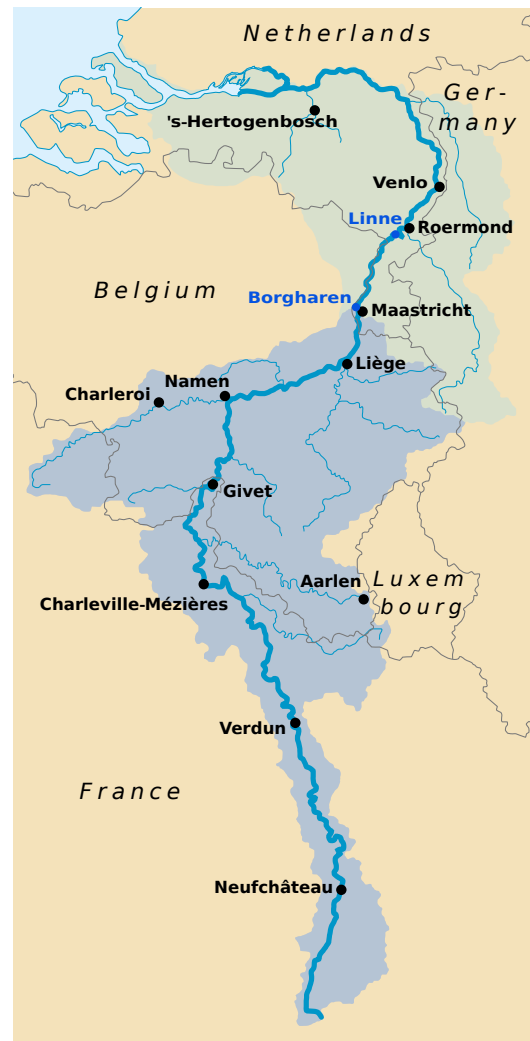 Netherlands
Ger-
many
's-Hertogenbosch
Venlo
Linne
Roermond
Belgium
Borgharen
Maastricht
Liège
Namen
Charleroi
Givet
Aarlen
Luxem
bourg
Charleville-Mézières
Verdun
France
Neufchâteau